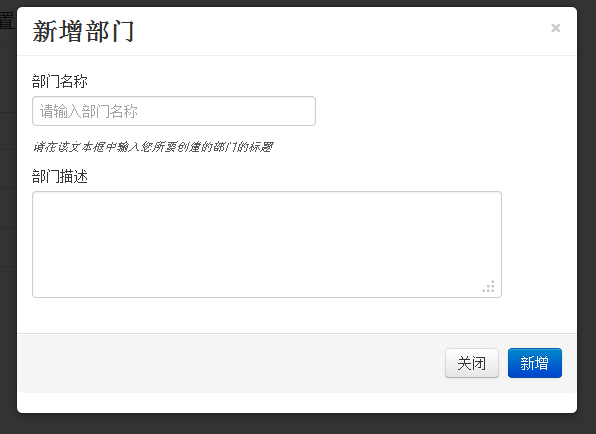 置
新增部门
×
部门名称
请输入部门名称
请在该文本框中输入您所要创建的部门的标题
部门描述
关闭 新增